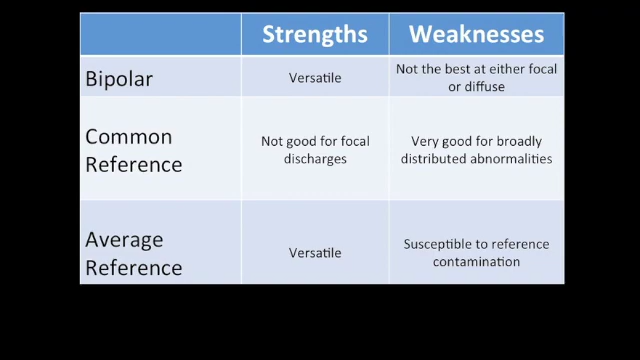 Strengths Weaknesses
Bipolar
Versatile
Not the best at either focal
or diffuse
Common
Reference
Not good for focal
discharges
Very good for broadly
distributed abnormalities
Average
Reference
Versatile
Susceptible to reference
contamination